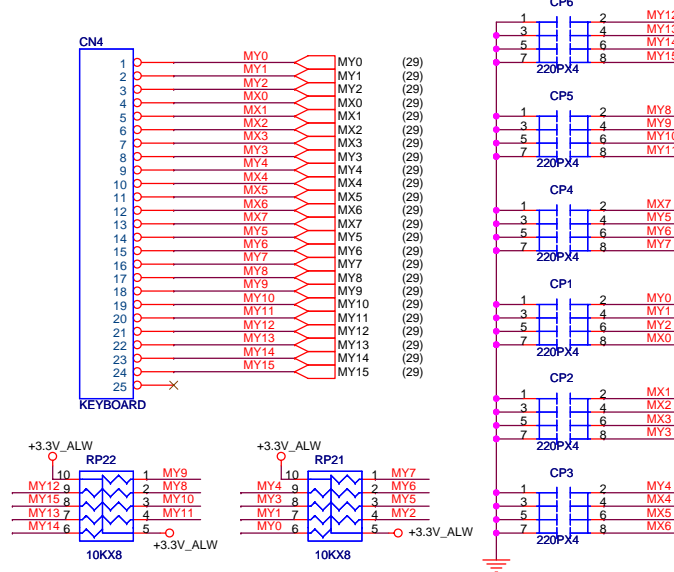 CN4
1 MY0 MY0 (29)
2 MY1 MY1 (29)
3 MY2 MY2 (29)
4 MX0 MX0 (29)
5 MX1 MX1 (29)
6 MX2 MX2 (29)
7 MX3 MX3 (29)
8 MY3 MY3 (29)
9 MY4 MY4 (29)
10 MX4 MX4 (29)
11 MX5 MX5 (29)
12 MX6 MX6 (29)
13 MX7 MX7 (29)
14 MY5 MY5 (29)
15 MY6 MY6 (29)
16 MY7 MY7 (29)
17 MY8 MY8 (29)
18 MY9 MY9 (29)
19 MY10 MY10 (29)
20 MY11 MY11 (29)
21 MY12 MY12 (29)
22 MY13 MY13 (29)
23 MY14 MY14 (29)
24 MY15 MY15 (29)
25
KEYBOARD
CP6
1 2 MY12
3 4 MY13
5 6 MY14
7 8 MY15
220PX4
CP5
1 2 MY8
3 4 MY9
5 6 MY10
7 8 MY11
220PX4
CP4
1 2 MX7
3 4 MY5
5 6 MY6
7 8 MY7
220PX4
CP1
1 2 MY0
3 4 MY1
5 6 MY2
7 8 MX0
220PX4
CP2
1 2 MX1
3 4 MX2
5 6 MX3
7 8 MY3
220PX4
CP3
1 2 MY4
3 4 MX4
5 6 MX5
7 8 MX6
220PX4
+3.3V_ALW
RP22
10 1 MY9
MY12 9 2 MY8
MY15 8 3 MY10
MY13 7 4 MY11
MY14 6 5
+3.3V_ALW
10KX8
+3.3V_ALW
RP21
10 1 MY7
MY4 9 2 MY6
MY3 8 3 MY5
MY1 7 4 MY2
MY0 6 5 +3.3V_ALW
10KX8